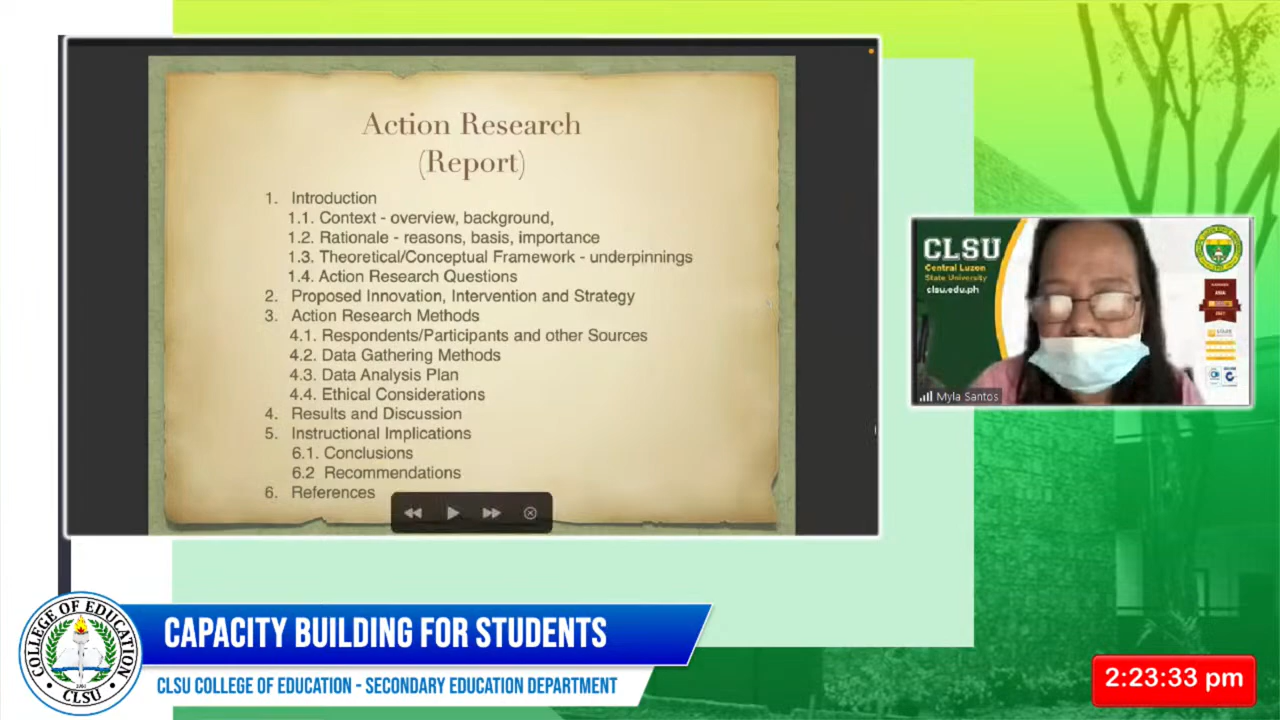 Action Research
(Report)
1. Introduction
1.1. Context - overview, background,
1.2. Rationale - reasons, basis, importance
1.3. Theoretical/Conceptual Framework - underpinnings
1.4. Action Research Questions
2. Proposed Innovation, Intervention and Strategy
3. Action Research Methods
4.1. Respondents/Participants and other Sources
4.2. Data Gathering Methods
4.3. Data Analysis Plan
4.4. Ethical Considerations
4. Results and Discussion
5. Instructional Implications
6.1. Conclusions
6.2 Recommendations
6. References
CLSU
Central Luzon
State University
clsu.edu.ph
Myla Santos
COLLEGE OF EDUCATION
CLSU
CAPACITY BUILDING FOR STUDENTS
CLSU COLLEGE OF EDUCATION - SECONDARY EDUCATION DEPARTMENT
2:23:33 pm